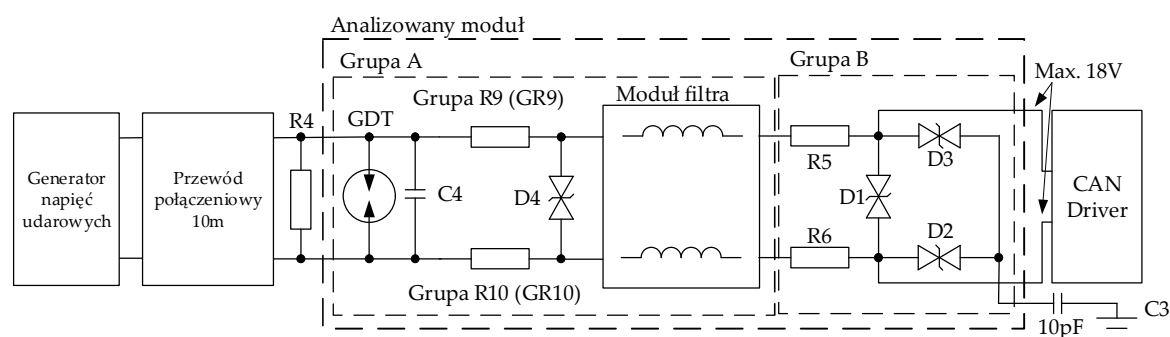 Analizowany moduł
Grupa A
Grupa B
Max. 18V
Grupa R9 (GR9)
Moduł filtra
R4
GDT
Generator
napięć
udarowych
Przewód
połączeniowy
10m
C4
D4
R5
D3
D1
CAN
Driver
R6
D2
Grupa R10 (GR10)
C3
10pF